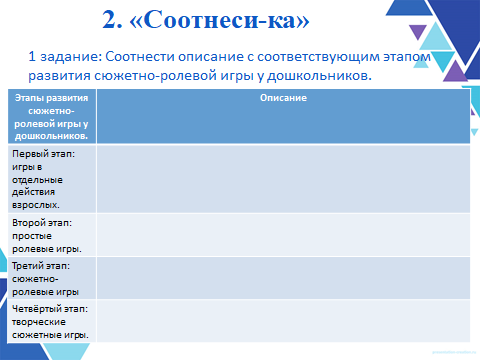 2. «Соотнеси-ка»
1 задание: Соотнести описание с соответствующим этапом
развития сюжетно-ролевой игры у дошкольников.
Этапы развития
сюжетно-
ролевой игры у
дошкольников.
Описание
Первый этап:
игры в
отдельные
действия
взрослых.
Второй этап:
простые
ролевые игры.
Третий этап:
сюжетно-
ролевые игры
Четвёртый этап:
творческие
сюжетные игры.